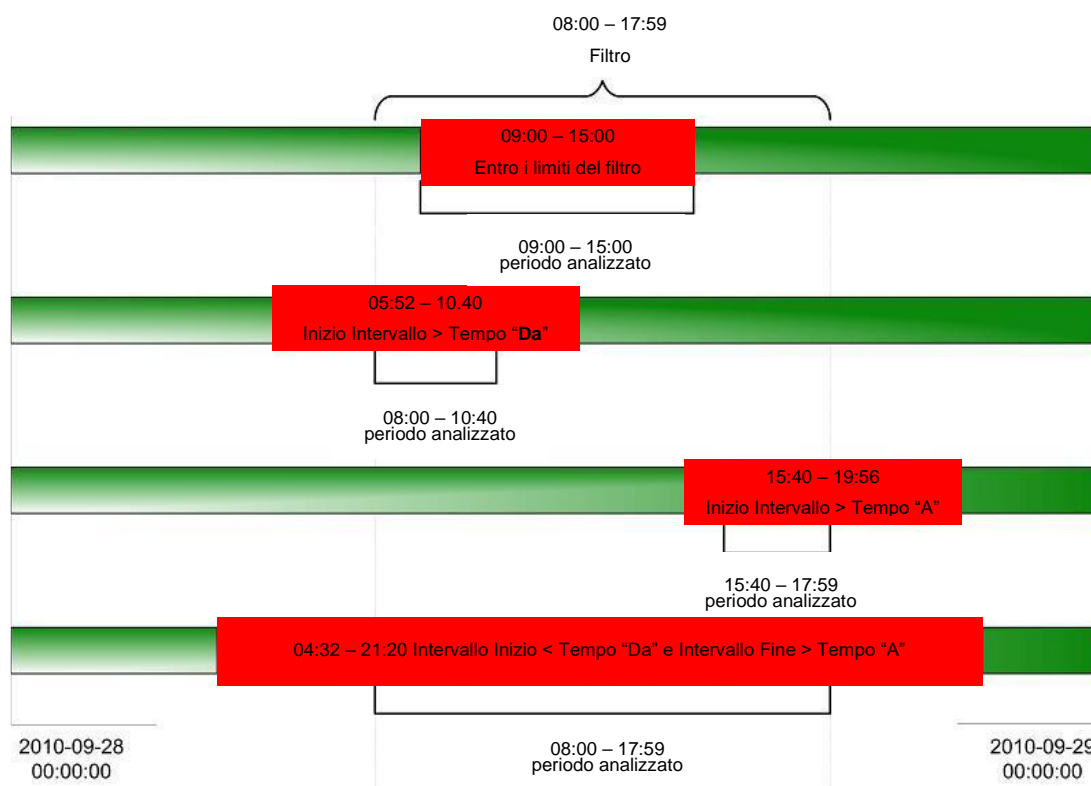 08:00 – 17:59
Filtro
09:00 – 15:00
Entro i limiti del filtro
09:00 – 15:00
periodo analizzato
05:52 – 10.40
Inizio Intervallo > Tempo “Da”
08:00 – 10:40
periodo analizzato
15:40 – 19:56
Inizio Intervallo > Tempo “A”
15:40 – 17:59
periodo analizzato
04:32 – 21:20 Intervallo Inizio < Tempo “Da” e Intervallo Fine > Tempo “A”
08:00 – 17:59
periodo analizzato
2010-09-28
00:00:00
2010-09-29
00:00:00